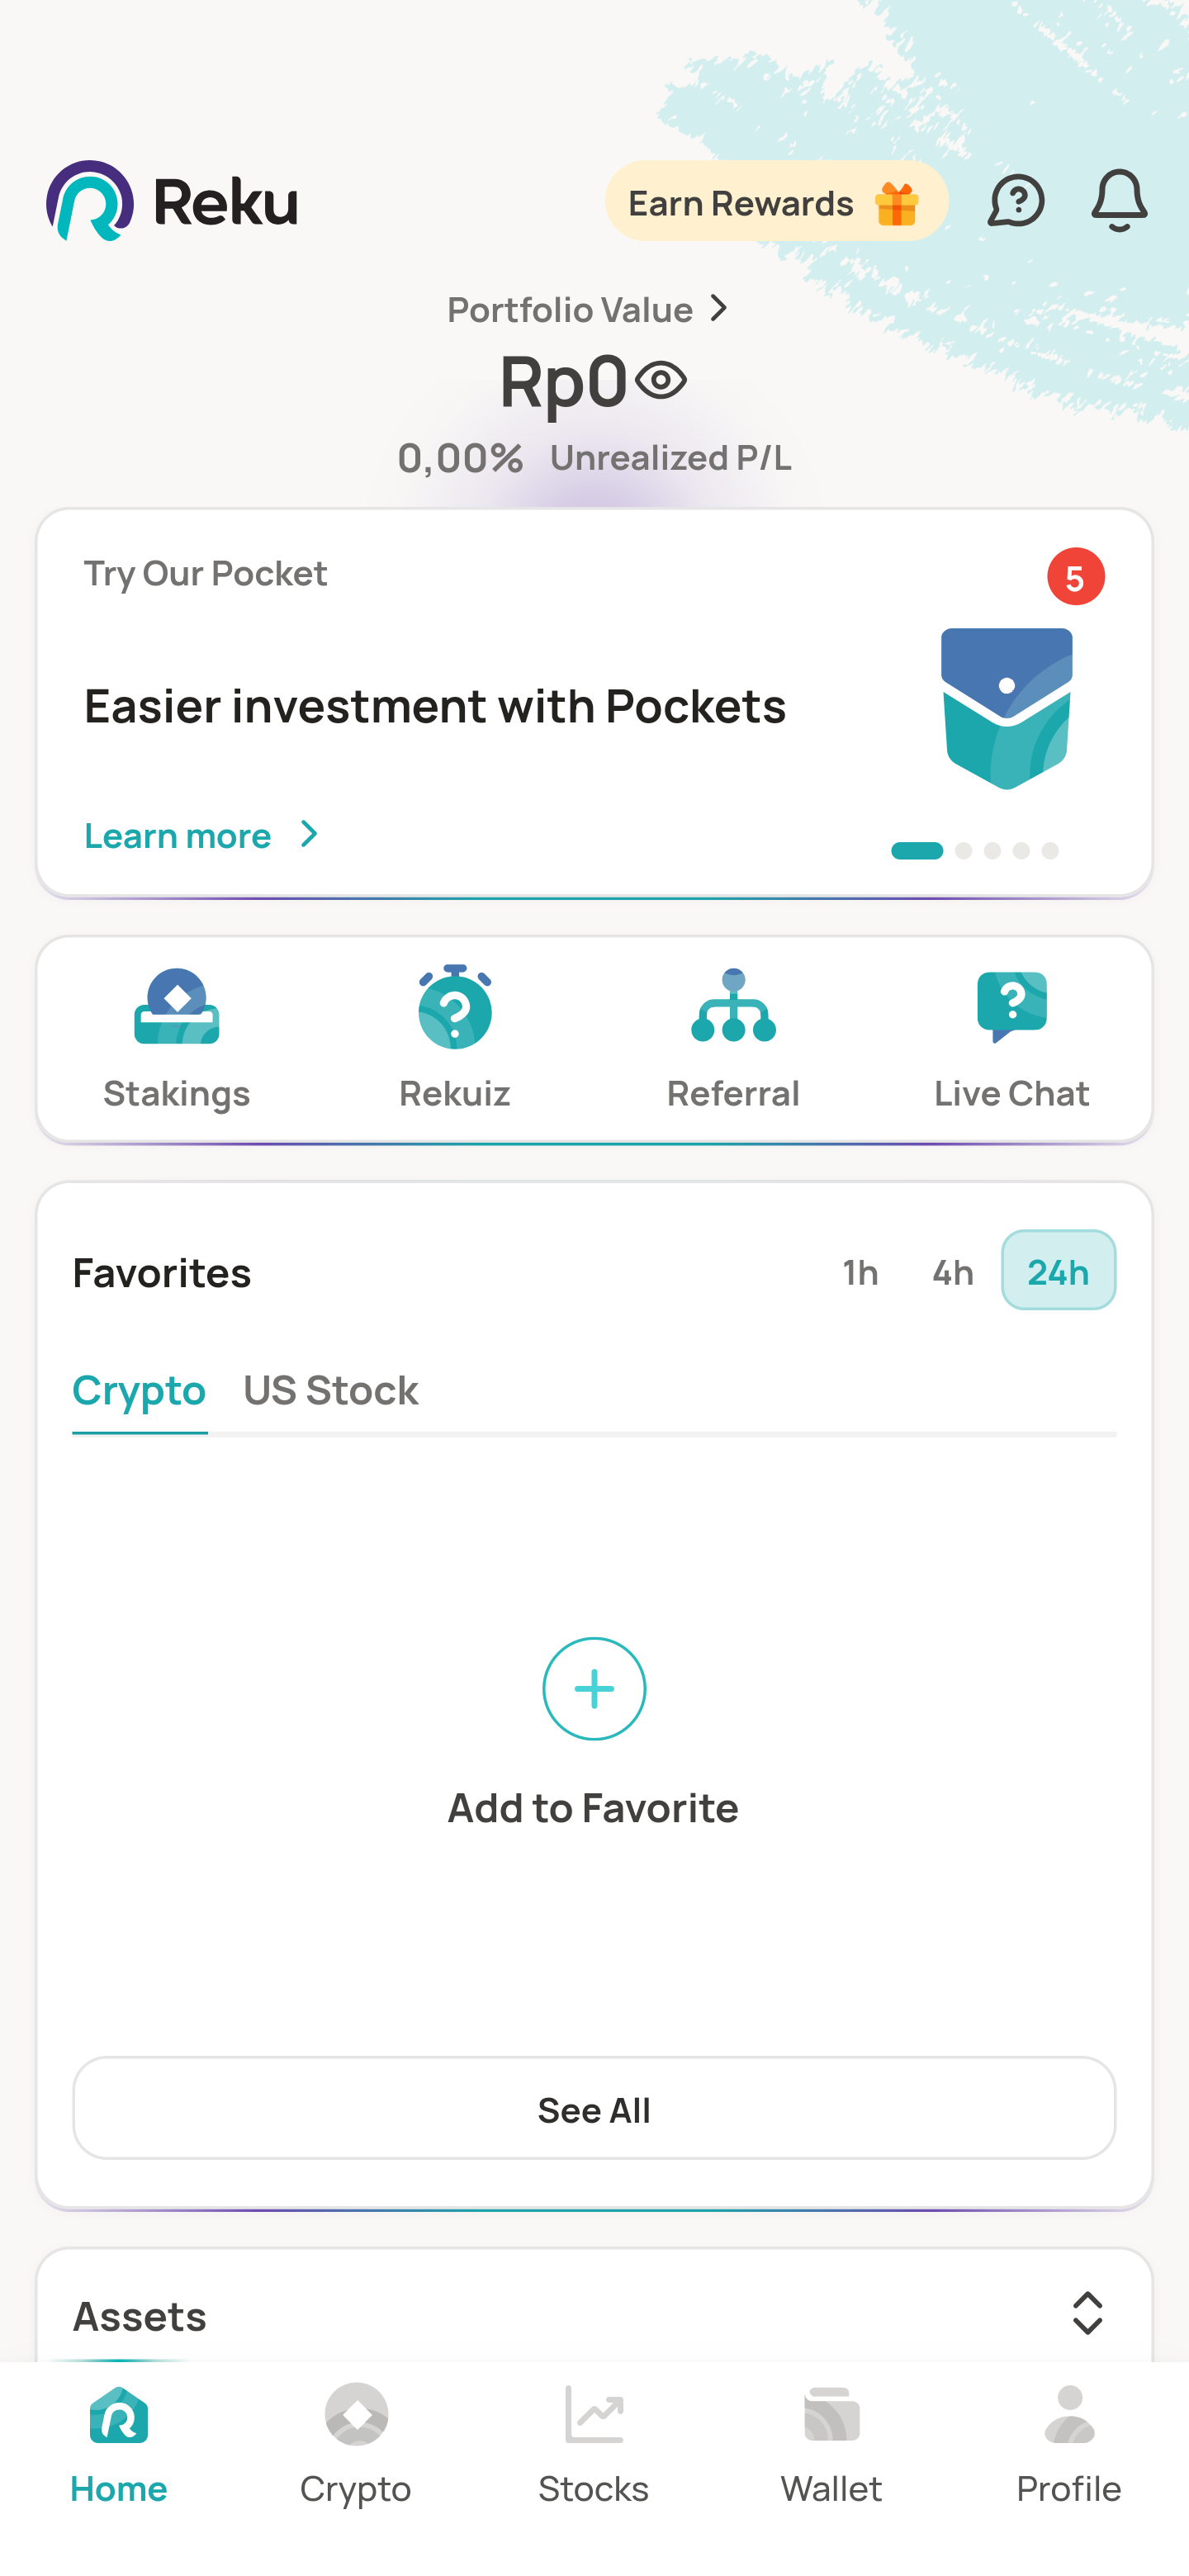 Reku
Earn Rewards
Portfolio Value
Rp0
0,00% Unrealized P/L
Try Our Pocket
5
Easier investment with Pockets
Learn more
Stakings Rekuiz Referral Live Chat
Favorites 1h 4h 24h
Crypto US Stock
Add to Favorite
See All
Assets
Home Crypto Stocks Wallet Profile